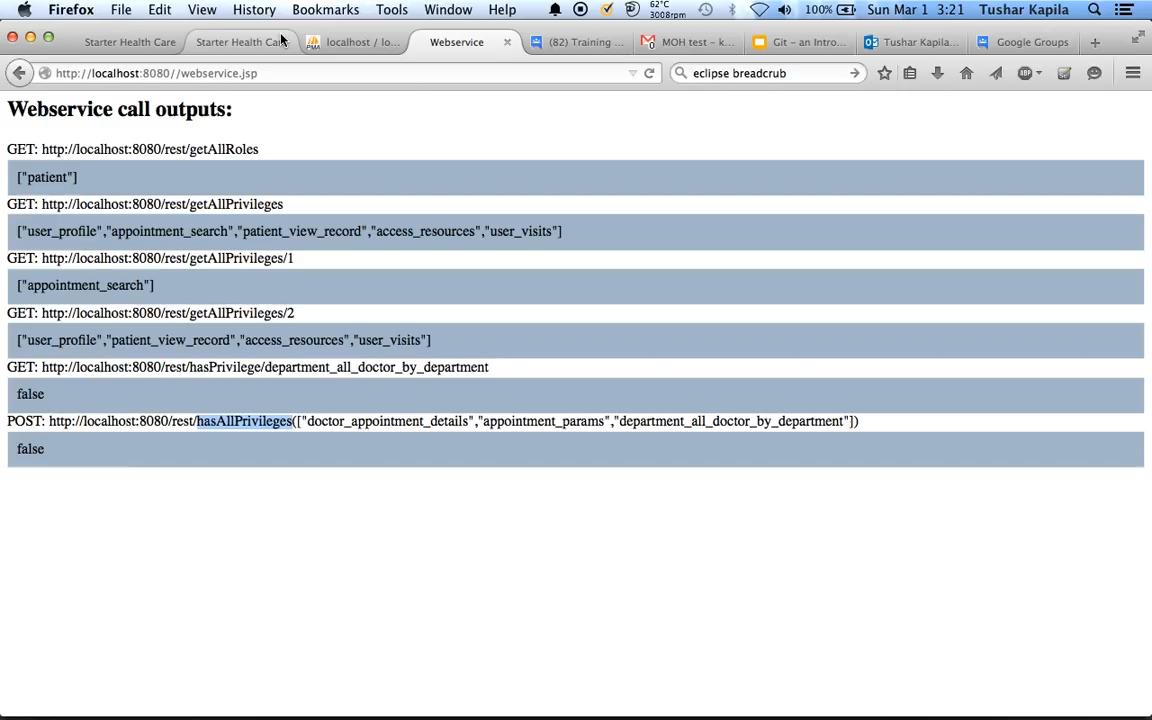 Firefox File Edit View History Bookmarks Tools Window Help 62°C 3008rpm 100% Sun Mar 1 3:21 Tushar Kapila
Starter Health Care Starter Health Ca localhost / lo... Webservice (82) Training ... MOH test – k... Git – an Intro... Tushar Kapila... Google Groups
http://localhost:8080//webservice.jsp eclipse breadcrub ABP
Webservice call outputs:
GET: http://localhost:8080/rest/getAllRoles
["patient"]
GET: http://localhost:8080/rest/getAllPrivileges
["user_profile","appointment_search","patient_view_record","access_resources","user_visits"]
GET: http://localhost:8080/rest/getAllPrivileges/1
["appointment_search"]
GET: http://localhost:8080/rest/getAllPrivileges/2
["user_profile","patient_view_record","access_resources","user_visits"]
GET: http://localhost:8080/rest/hasPrivilege/department_all_doctor_by_department
false
POST: http://localhost:8080/rest/hasAllPrivileges(["doctor_appointment_details","appointment_params","department_all_doctor_by_department"])
false